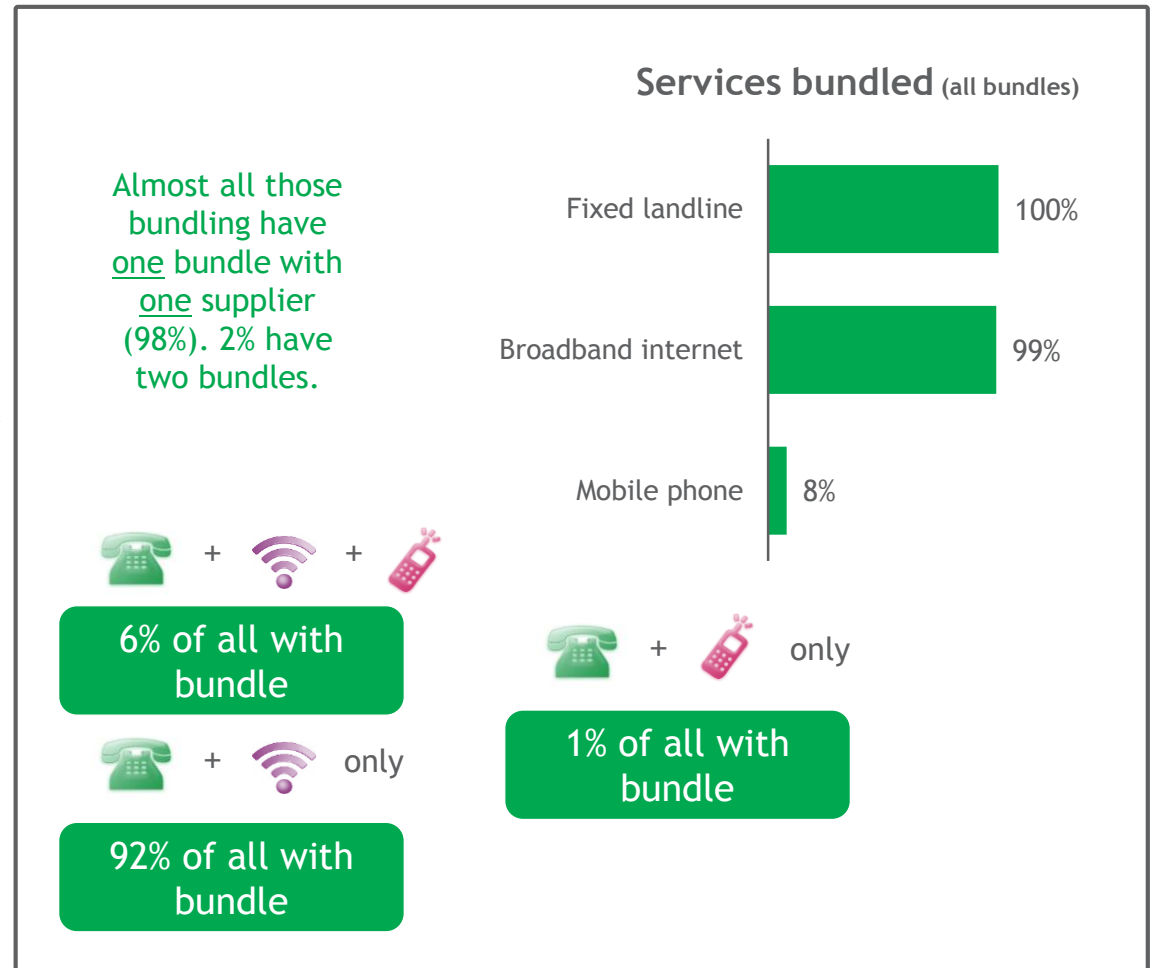 Services bundled (all bundles)
Almost all those
bundling have
one bundle with
one supplier
(98%). 2% have
two bundles.
Fixed landline
100%
Broadband internet
99%
Mobile phone
8%
+ +
6% of all with
bundle
+ only
92% of all with
bundle
+ only
1% of all with
bundle